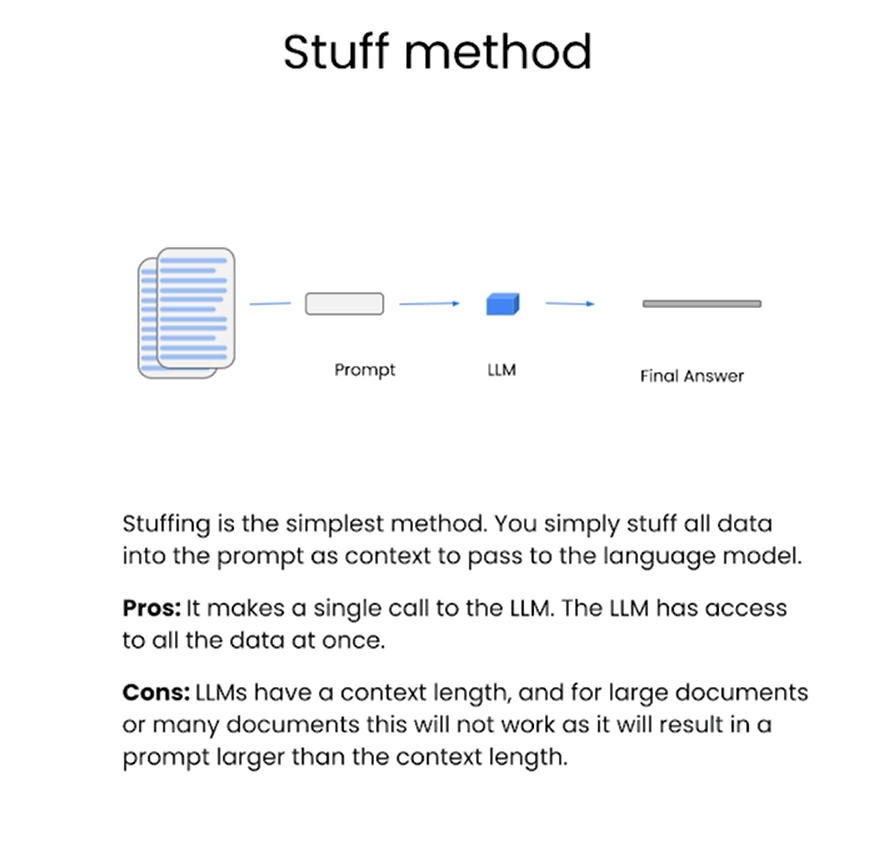 Stuff method
Prompt
LLM
Final Answer
Stuffing is the simplest method. You simply stuff all data
into the prompt as context to pass to the language model.
Pros: It makes a single call to the LLM. The LLM has access
to all the data at once.
Cons: LLMs have a context length, and for large documents
or many documents this will not work as it will result in a
prompt larger than the context length.